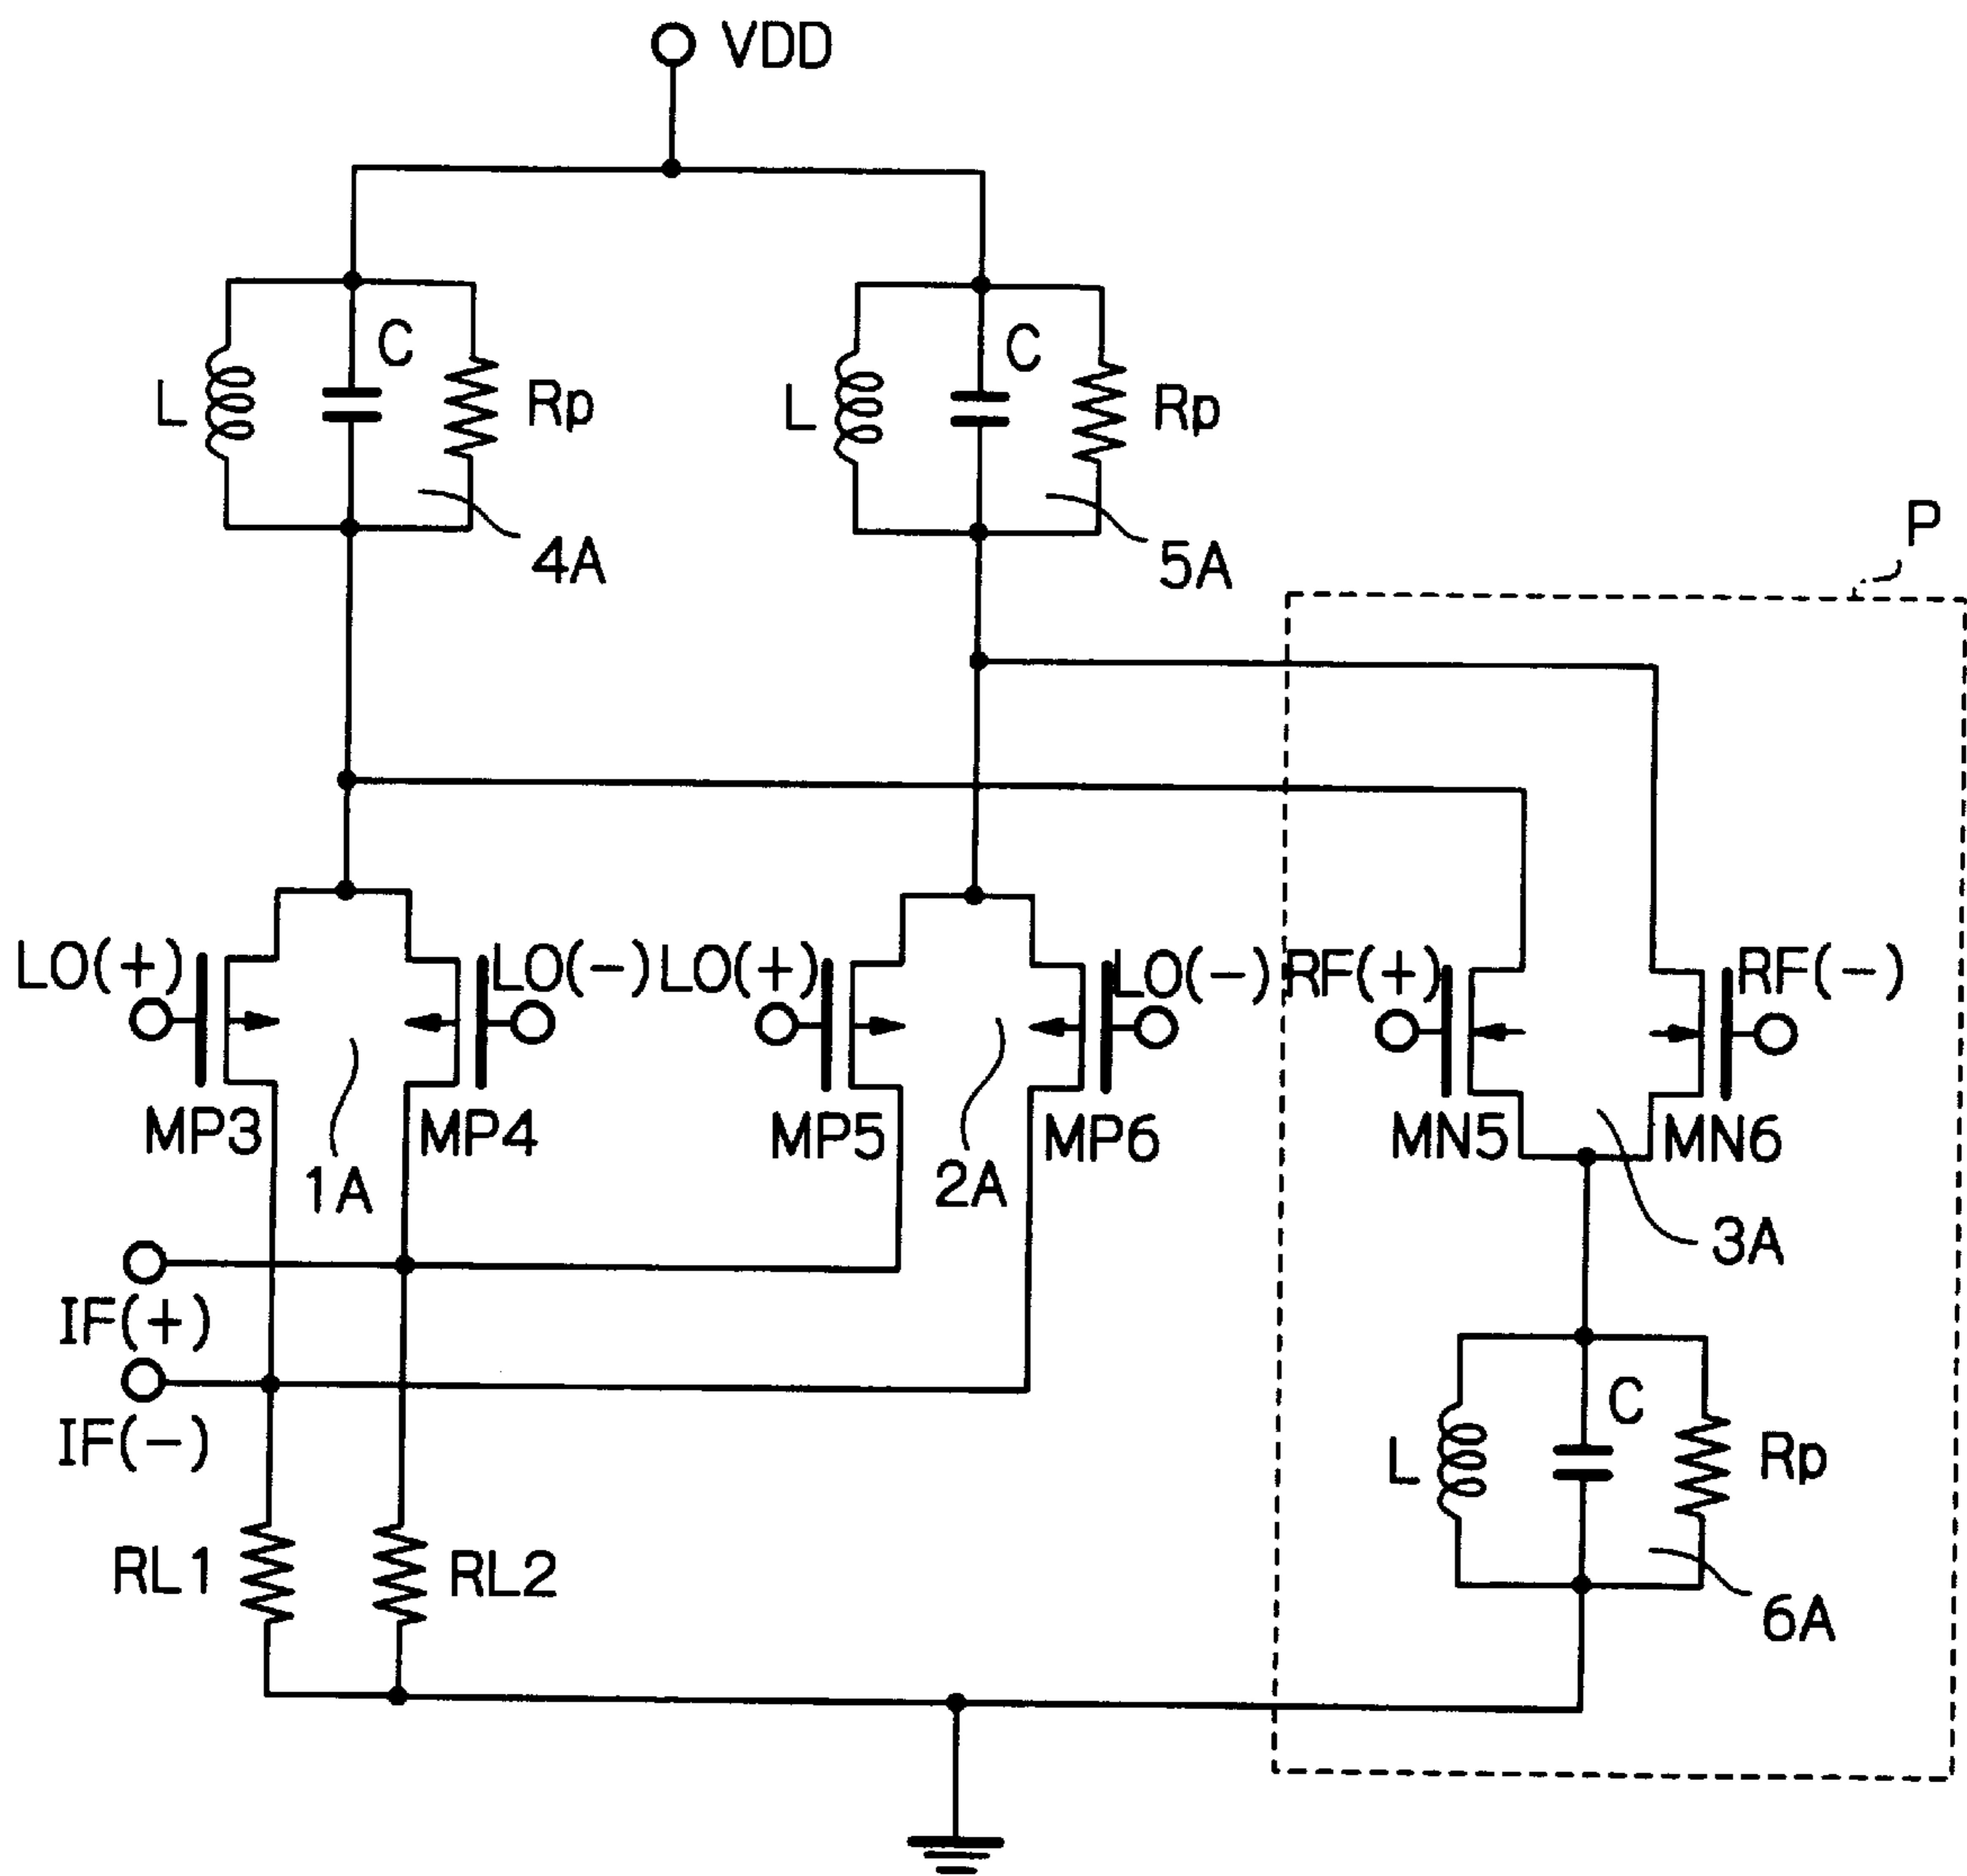 VDD
C
L
Rp
4A
C
L
Rp
5A
P
LO(+)
LO(-)
LO(+)
LO(-)
RF(+)
RF(-)
MP3
MP4
MP5
MP6
MN5
MN6
1A
2A
3A
IF(+)
IF(-)
C
L
Rp
6A
RL1
RL2